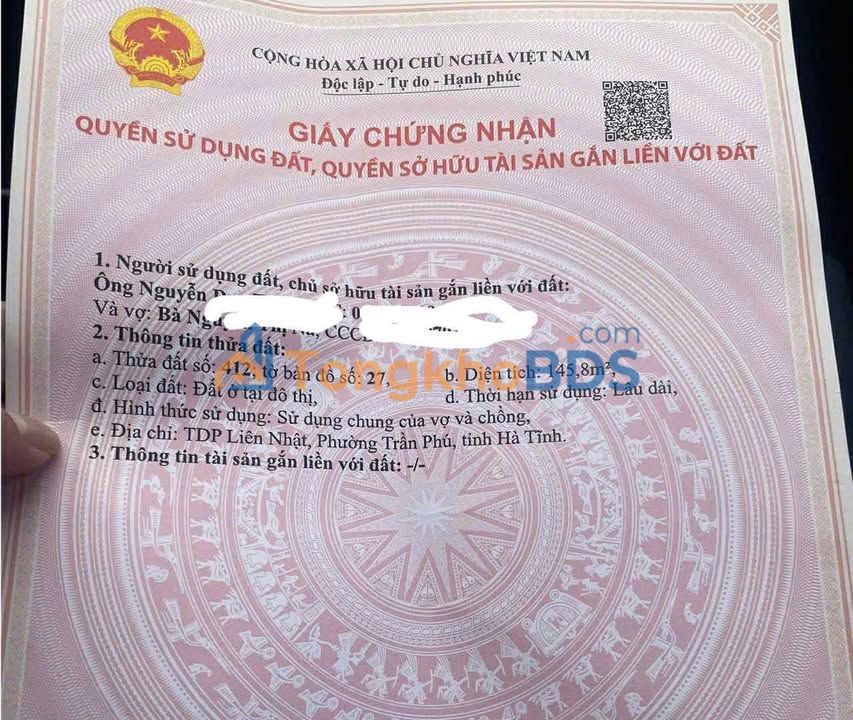 CỘNG HÒA XÃ HỘI CHỦ NGHĨA VIỆT NAM
Độc lập - Tự do - Hạnh phúc
GIẤY CHỨNG NHẬN
QUYỀN SỬ DỤNG ĐẤT, QUYỀN SỞ HỮU TÀI SẢN GẮN LIỀN VỚI ĐẤT
1. Người sử dụng đất, chủ sở hữu tài sản gắn liền với đất:
Ông Nguyễn
Và vợ: Bà
2. Thông tin thửa đất:
a. Thửa đất số: 412; tờ bản đồ số: 27, b. Diện tích: 145,8m²,
c. Loại đất: Đất ở tại đô thị, d. Thời hạn sử dụng: Lâu dài,
đ. Hình thức sử dụng: Sử dụng chung của vợ và chồng,
e. Địa chỉ: TDP Liên Nhật, Phường Trần Phú, tỉnh Hà Tĩnh.
3. Thông tin tài sản gắn liền với đất: -/-
TongkhoBDS.com